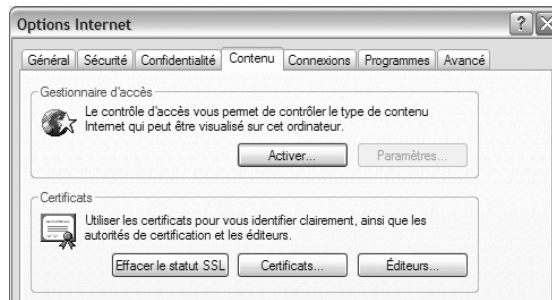 Options Internet
Général Sécurité Confidentialité Contenu Connexions Programmes Avancé
Gestionnaire d'accès
Le contrôle d'accès vous permet de contrôler le type de contenu
Internet qui peut être visualisé sur cet ordinateur.
Activer... Paramètres...
Certificats
Utiliser les certificats pour vous identifier clairement, ainsi que les
autorités de certification et les éditeurs.
Effacer le statut SSL Certificats... Éditeurs...